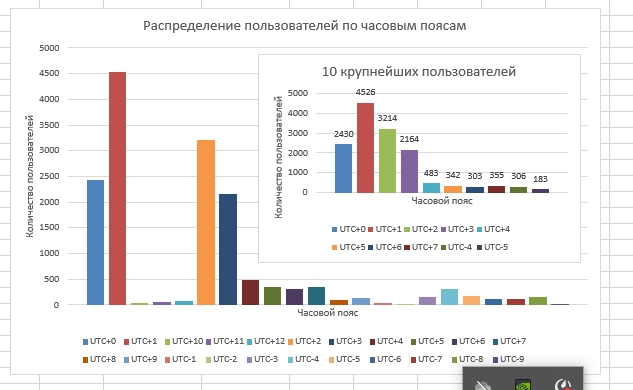 Распределение пользователей по часовым поясам
5000
4500
4000
3500
3000
2500
2000
1500
1000
500
0
Количество пользователей
Часовой пояс
10 крупнейших пользователей
5000
4000
3000
2000
1000
0
Количество пользователей
2430
4526
3214
2164
483
342
303
355
306
183
Часовой пояс
UTC+0 UTC+1 UTC+2 UTC+3 UTC+4
UTC+5 UTC+6 UTC+7 UTC-4 UTC-5
UTC+0 UTC+1 UTC+10 UTC+11 UTC+12 UTC+2 UTC+3 UTC+4 UTC+5 UTC+6 UTC+7
UTC+8 UTC+9 UTC-1 UTC-2 UTC-3 UTC-4 UTC-5 UTC-6 UTC-7 UTC-8 UTC-9